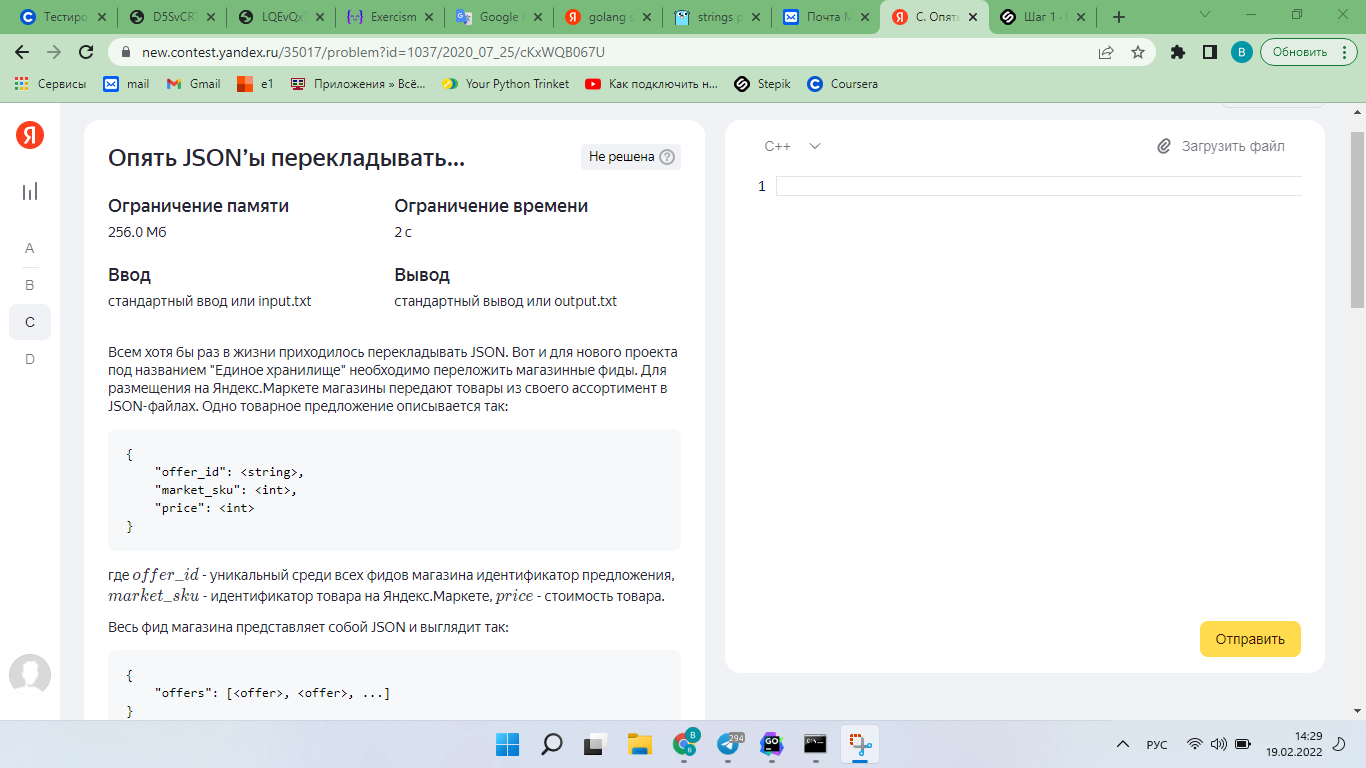 Тестиро
D5SvCRT
LQEvQx
Exercism
Google
golang s
strings p
Почта M
С. Опять
Шаг 1 ·
new.contest.yandex.ru/35017/problem?id=1037/2020_07_25/cKxWQB067U
B
Обновить
Сервисы
mail
Gmail
e1
Приложения » Всё...
Your Python Trinket
Как подключить н...
Stepik
Coursera
Я
A
B
C
D
Опять JSON’ы перекладывать...
Не решена ?
Ограничение памяти
256.0 Мб
Ограничение времени
2 с
Ввод
стандартный ввод или input.txt
Вывод
стандартный вывод или output.txt
Всем хотя бы раз в жизни приходилось перекладывать JSON. Вот и для нового проекта
под названием "Единое хранилище" необходимо переложить магазинные фиды. Для
размещения на Яндекс.Маркете магазины передают товары из своего ассортимент в
JSON-файлах. Одно товарное предложение описывается так:
{
"offer_id": <string>,
"market_sku": <int>,
"price": <int>
}
где offer_id - уникальный среди всех фидов магазина идентификатор предложения,
market_sku - идентификатор товара на Яндекс.Маркете, price - стоимость товара.
Весь фид магазина представляет собой JSON и выглядит так:
{
"offers": [<offer>, <offer>, ...]
}
C++
Загрузить файл
1
Отправить
294
GO
РУС
14:29
19.02.2022